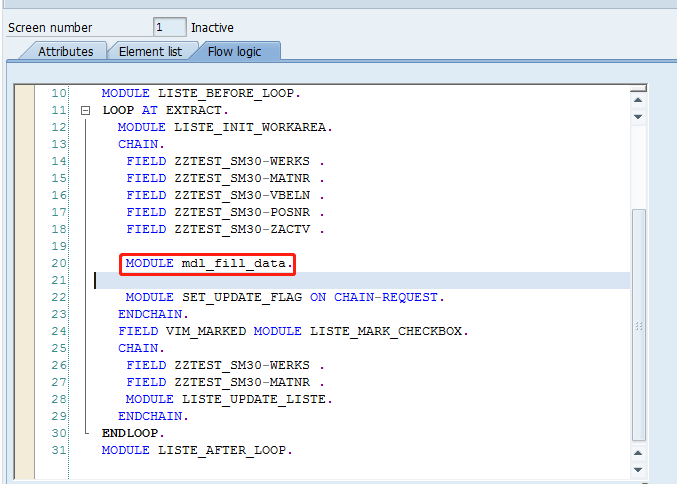 Screen number 1 Inactive
Attributes Element list Flow logic
10 MODULE LISTE_BEFORE_LOOP.
11 LOOP AT EXTRACT.
12 MODULE LISTE_INIT_WORKAREA.
13 CHAIN.
14 FIELD ZZTEST_SM30-WERKS .
15 FIELD ZZTEST_SM30-MATNR .
16 FIELD ZZTEST_SM30-VBELN .
17 FIELD ZZTEST_SM30-POSNR .
18 FIELD ZZTEST_SM30-ZACTV .
19
20 MODULE mdl_fill_data.
21
22 MODULE SET_UPDATE_FLAG ON CHAIN-REQUEST.
23 ENDCHAIN.
24 FIELD VIM_MARKED MODULE LISTE_MARK_CHECKBOX.
25 CHAIN.
26 FIELD ZZTEST_SM30-WERKS .
27 FIELD ZZTEST_SM30-MATNR .
28 MODULE LISTE_UPDATE_LISTE.
29 ENDCHAIN.
30 ENDLOOP.
31 MODULE LISTE_AFTER_LOOP.